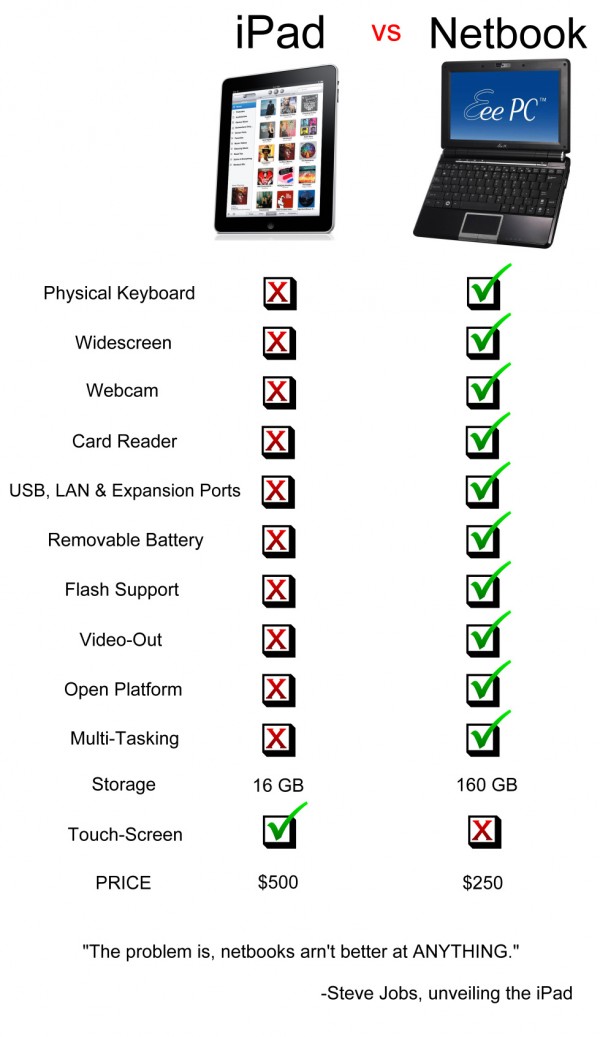 iPad vs Netbook
Eee PC™
Physical Keyboard X ✓
Widescreen X ✓
Webcam X ✓
Card Reader X ✓
USB, LAN & Expansion Ports X ✓
Removable Battery X ✓
Flash Support X ✓
Video-Out X ✓
Open Platform X ✓
Multi-Tasking X ✓
Storage 16 GB 160 GB
Touch-Screen ✓ X
PRICE $500 $250
"The problem is, netbooks arn't better at ANYTHING."
-Steve Jobs, unveiling the iPad